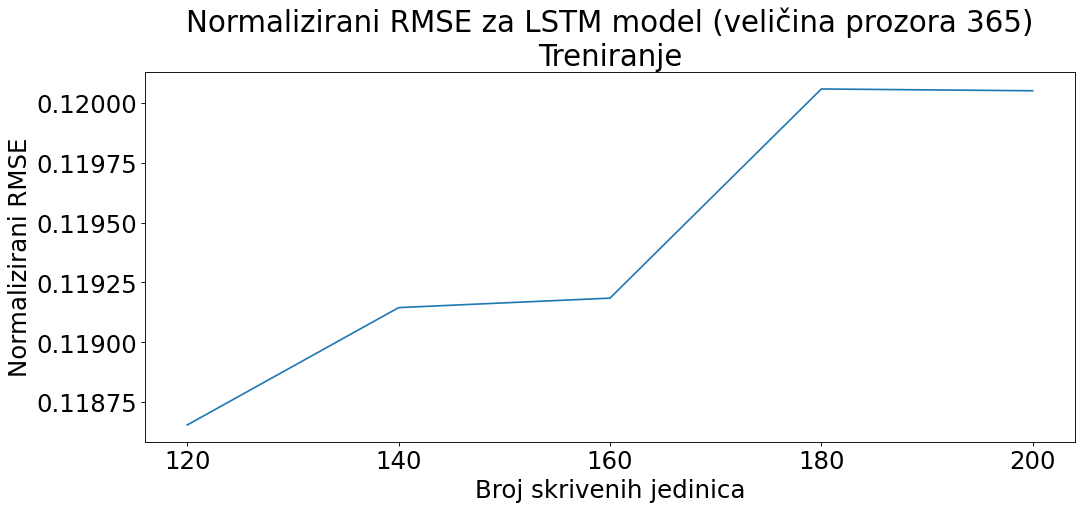 Normalizirani RMSE za LSTM model (veličina prozora 365)
Treniranje
Normalizirani RMSE
0.12000
0.11975
0.11950
0.11925
0.11900
0.11875
120 140 160 180 200
Broj skrivenih jedinica